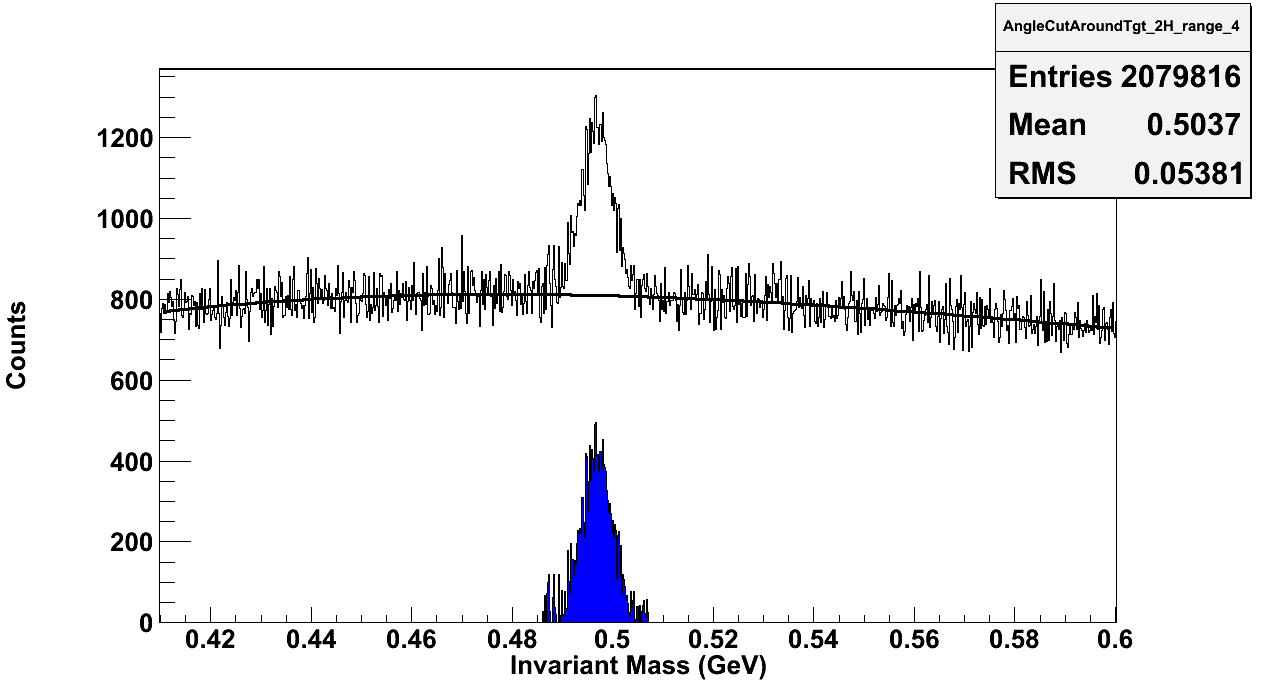 AngleCutAroundTgt_2H_range_4
Entries 2079816
Mean 0.5037
RMS 0.05381
1200
1000
800
600
400
200
0
Counts
0.42 0.44 0.46 0.48 0.5 0.52 0.54 0.56 0.58 0.6
Invariant Mass (GeV)